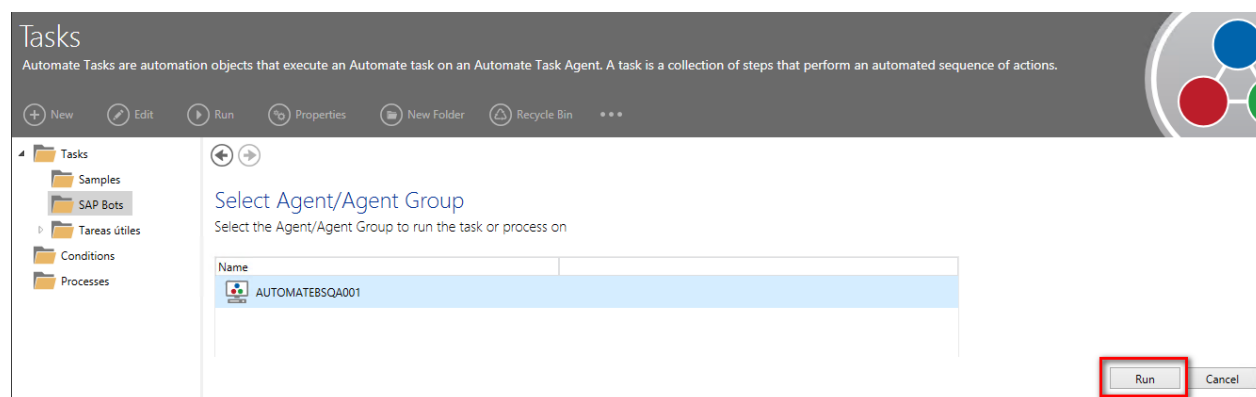 Tasks
Automate Tasks are automation objects that execute an Automate task on an Automate Task Agent. A task is a collection of steps that perform an automated sequence of actions.
New Edit Run Properties New Folder Recycle Bin •••
Tasks
Samples
SAP Bots
Tareas útiles
Conditions
Processes
Select Agent/Agent Group
Select the Agent/Agent Group to run the task or process on
Name
AUTOMATEBSQA001
Run Cancel